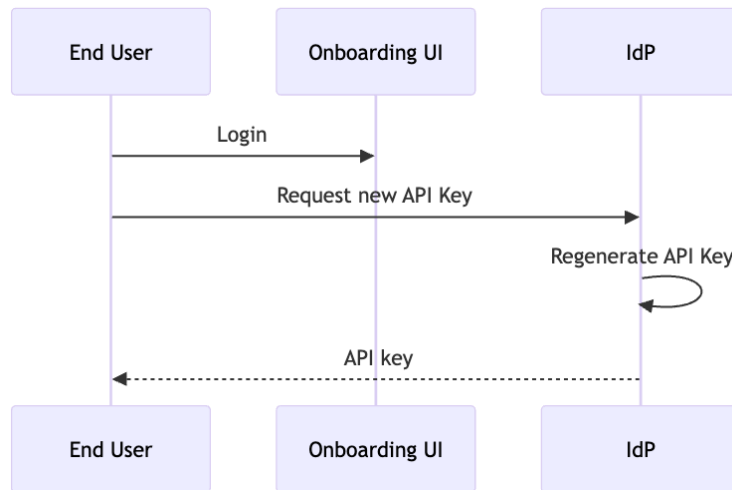 End User
Onboarding UI
IdP
Login
Request new API Key
Regenerate API Key
API key
End User
Onboarding UI
IdP